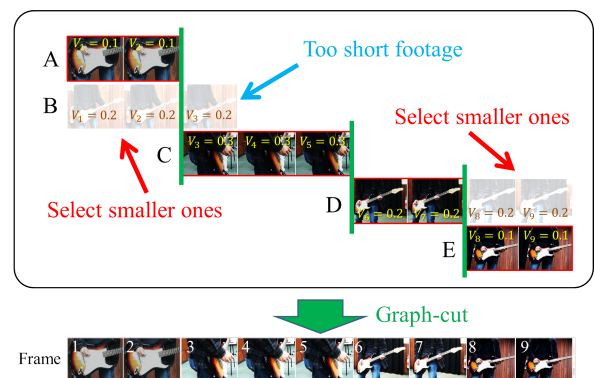 Too short footage
A V₁ = 0.1 V₂ = 0.1
B V₁ = 0.2 V₂ = 0.2 V₃ = 0.2
Select smaller ones
C V₃ = 0.3 V₄ = 0.3 V₅ = 0.3
Select smaller ones
D V₆ = 0.2 V₇ = 0.2 V₈ = 0.2 V₉ = 0.2
E V₈ = 0.1 V₉ = 0.1
Graph-cut
Frame 1 2 3 4 5 6 7 8 9